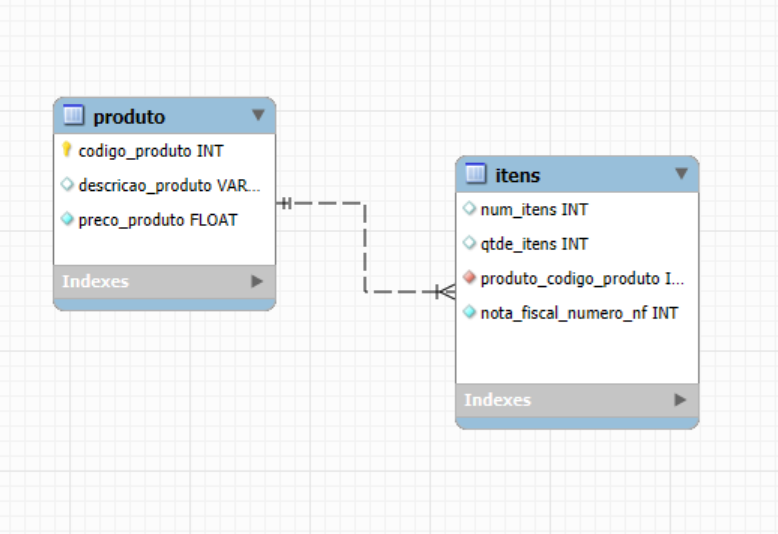 produto
codigo_produto INT
descricao_produto VAR...
preco_produto FLOAT
Indexes
itens
num_itens INT
qtde_itens INT
produto_codigo_produto I...
nota_fiscal_numero_nf INT
Indexes